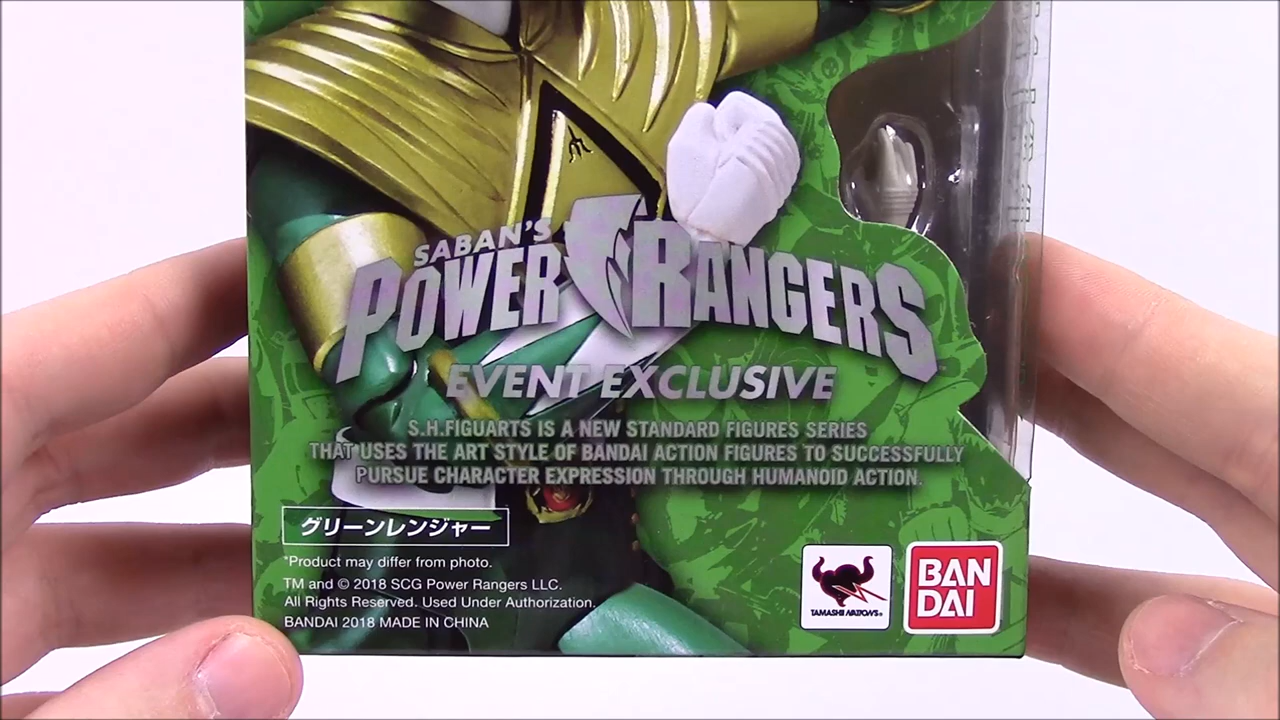 SABAN'S
POWER RANGERS
EVENT EXCLUSIVE
S.H.FIGUARTS IS A NEW STANDARD FIGURES SERIES
THAT USES THE ART STYLE OF BANDAI ACTION FIGURES TO SUCCESSFULLY
PURSUE CHARACTER EXPRESSION THROUGH HUMANOID ACTION.
グリーンレンジャー
*Product may differ from photo.
TM and © 2018 SCG Power Rangers LLC.
All Rights Reserved. Used Under Authorization.
BANDAI 2018 MADE IN CHINA
TAMASHII NATIONS®
BAN
DAI